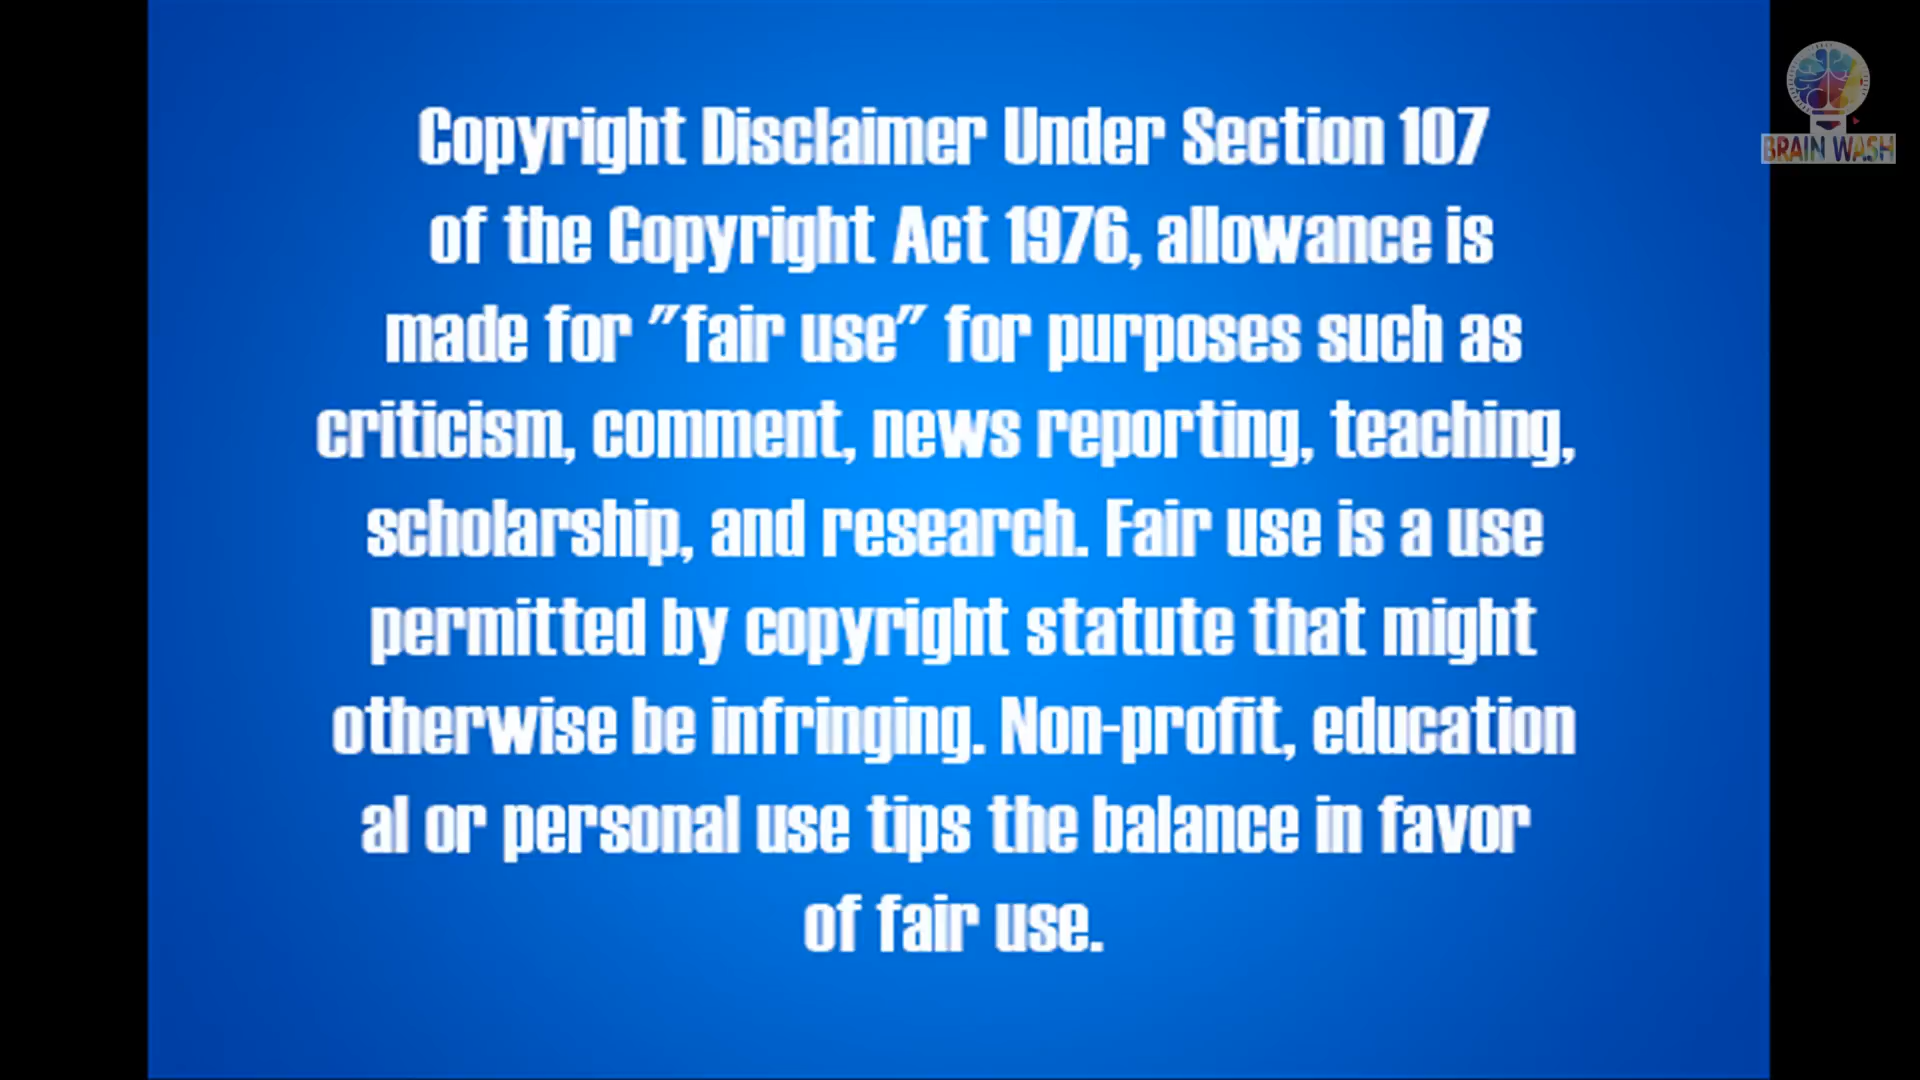 Copyright Disclaimer Under Section 107
of the Copyright Act 1976, allowance is
made for "fair use" for purposes such as
criticism, comment, news reporting, teaching,
scholarship, and research. Fair use is a use
permitted by copyright statute that might
otherwise be infringing. Non-profit, education
al or personal use tips the balance in favor
of fair use.
BRAIN WASH